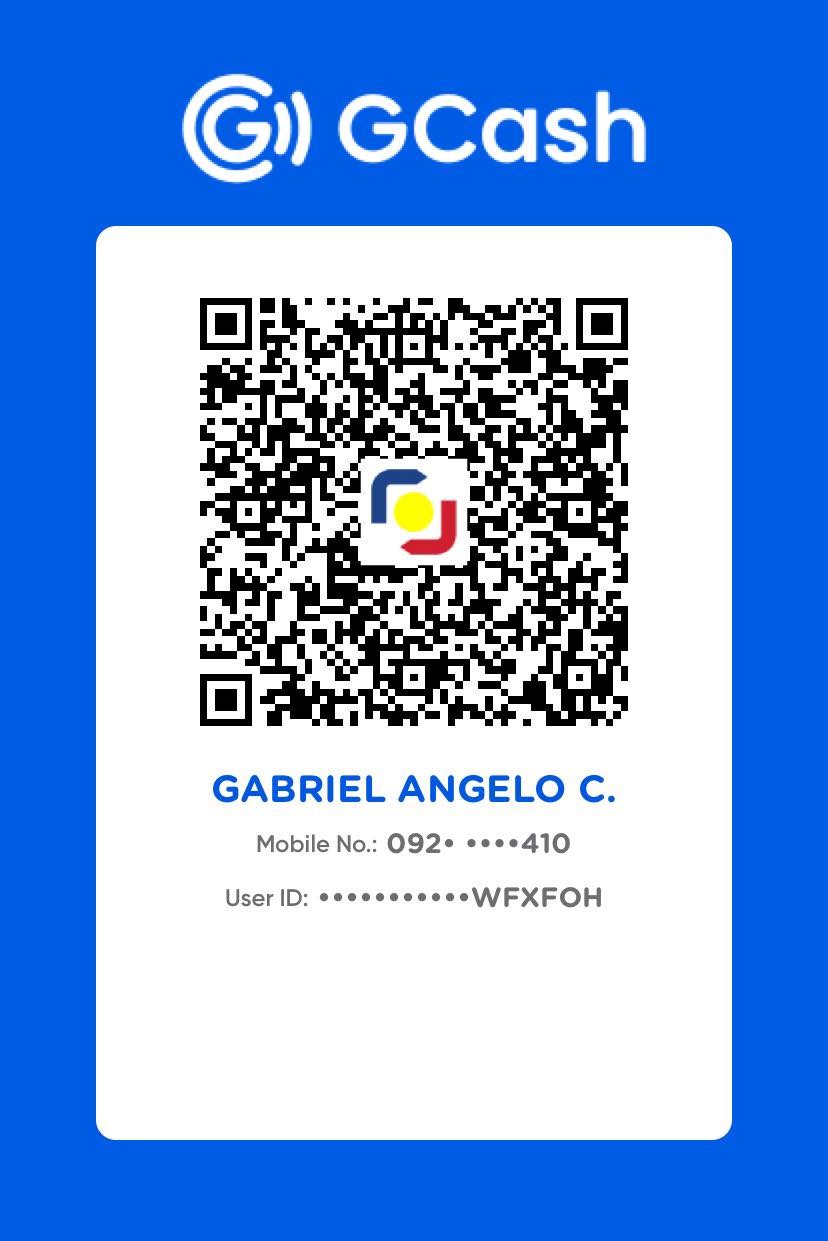 GCash
GABRIEL ANGELO C.
Mobile No.: 092• ••••410
User ID: •••••••••••WFXFOH